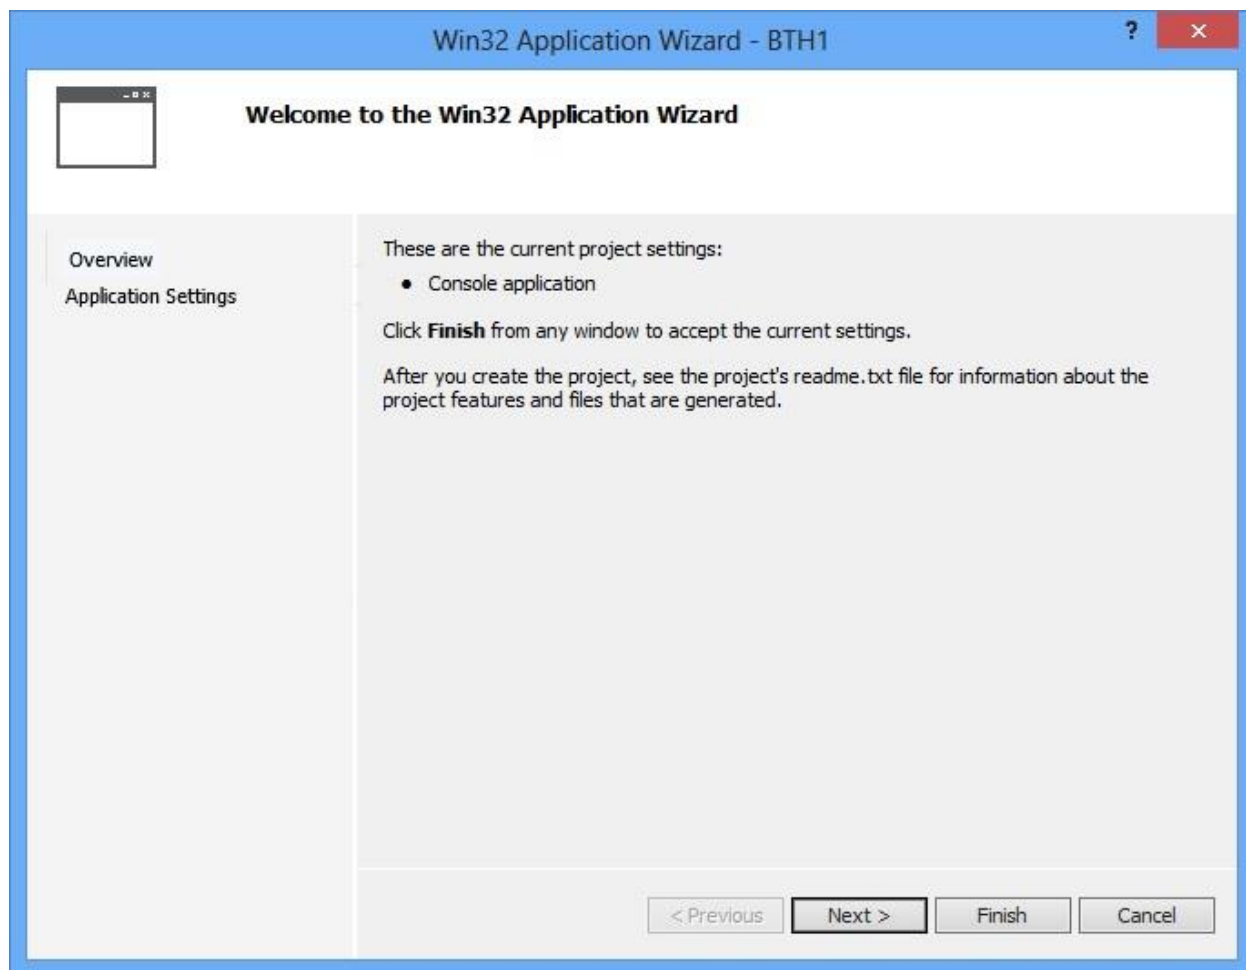 Win32 Application Wizard - BTH1
?
Welcome to the Win32 Application Wizard
Overview
Application Settings
These are the current project settings:
• Console application
Click Finish from any window to accept the current settings.
After you create the project, see the project's readme.txt file for information about the
project features and files that are generated.
< Previous
Next >
Finish
Cancel